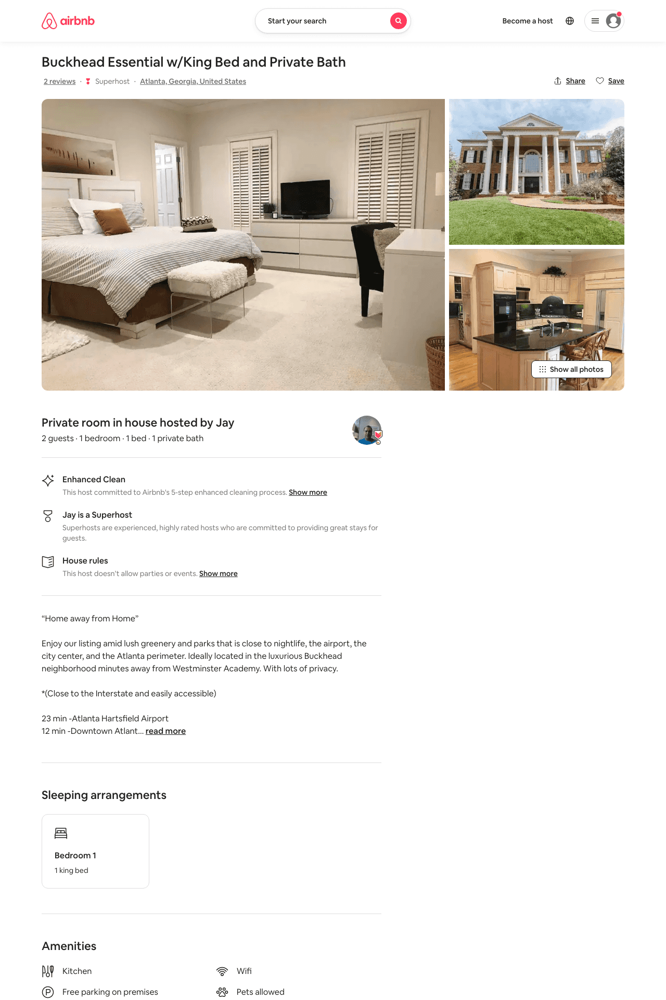 airbnb
Start your search
Become a host
Buckhead Essential w/King Bed and Private Bath
2 reviews · Superhost · Atlanta, Georgia, United States
Share
Save
Show all photos
Private room in house hosted by Jay
2 guests · 1 bedroom · 1 bed · 1 private bath
Enhanced Clean
This host committed to Airbnb's 5-step enhanced cleaning process. Show more
Jay is a Superhost
Superhosts are experienced, highly rated hosts who are committed to providing great stays for
guests.
House rules
This host doesn’t allow parties or events. Show more
“Home away from Home”
Enjoy our listing amid lush greenery and parks that is close to nightlife, the airport, the
city center, and the Atlanta perimeter. Ideally located in the luxurious Buckhead
neighborhood minutes away from Westminster Academy. With lots of privacy.
*(Close to the Interstate and easily accessible)
23 min -Atlanta Hartsfield Airport
12 min -Downtown Atlant... read more
Sleeping arrangements
Bedroom 1
1 king bed
Amenities
Kitchen
Wifi
Free parking on premises
Pets allowed